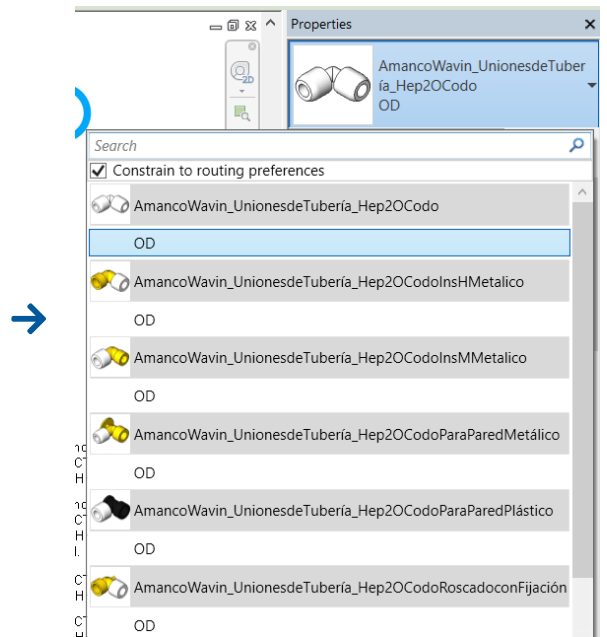 Properties
2D
AmancoWavin_UnionesdeTuber
ía_Hep2OCodo
OD
Search
Constrain to routing preferences
AmancoWavin_UnionesdeTubería_Hep2OCodo
OD
AmancoWavin_UnionesdeTubería_Hep2OCodoInsHMetalico
OD
AmancoWavin_UnionesdeTubería_Hep2OCodoInsMMetalico
OD
AmancoWavin_UnionesdeTubería_Hep2OCodoParaParedMetálico
OD
AmancoWavin_UnionesdeTubería_Hep2OCodoParaParedPlástico
OD
AmancoWavin_UnionesdeTubería_Hep2OCodoRoscadoconFijación
OD